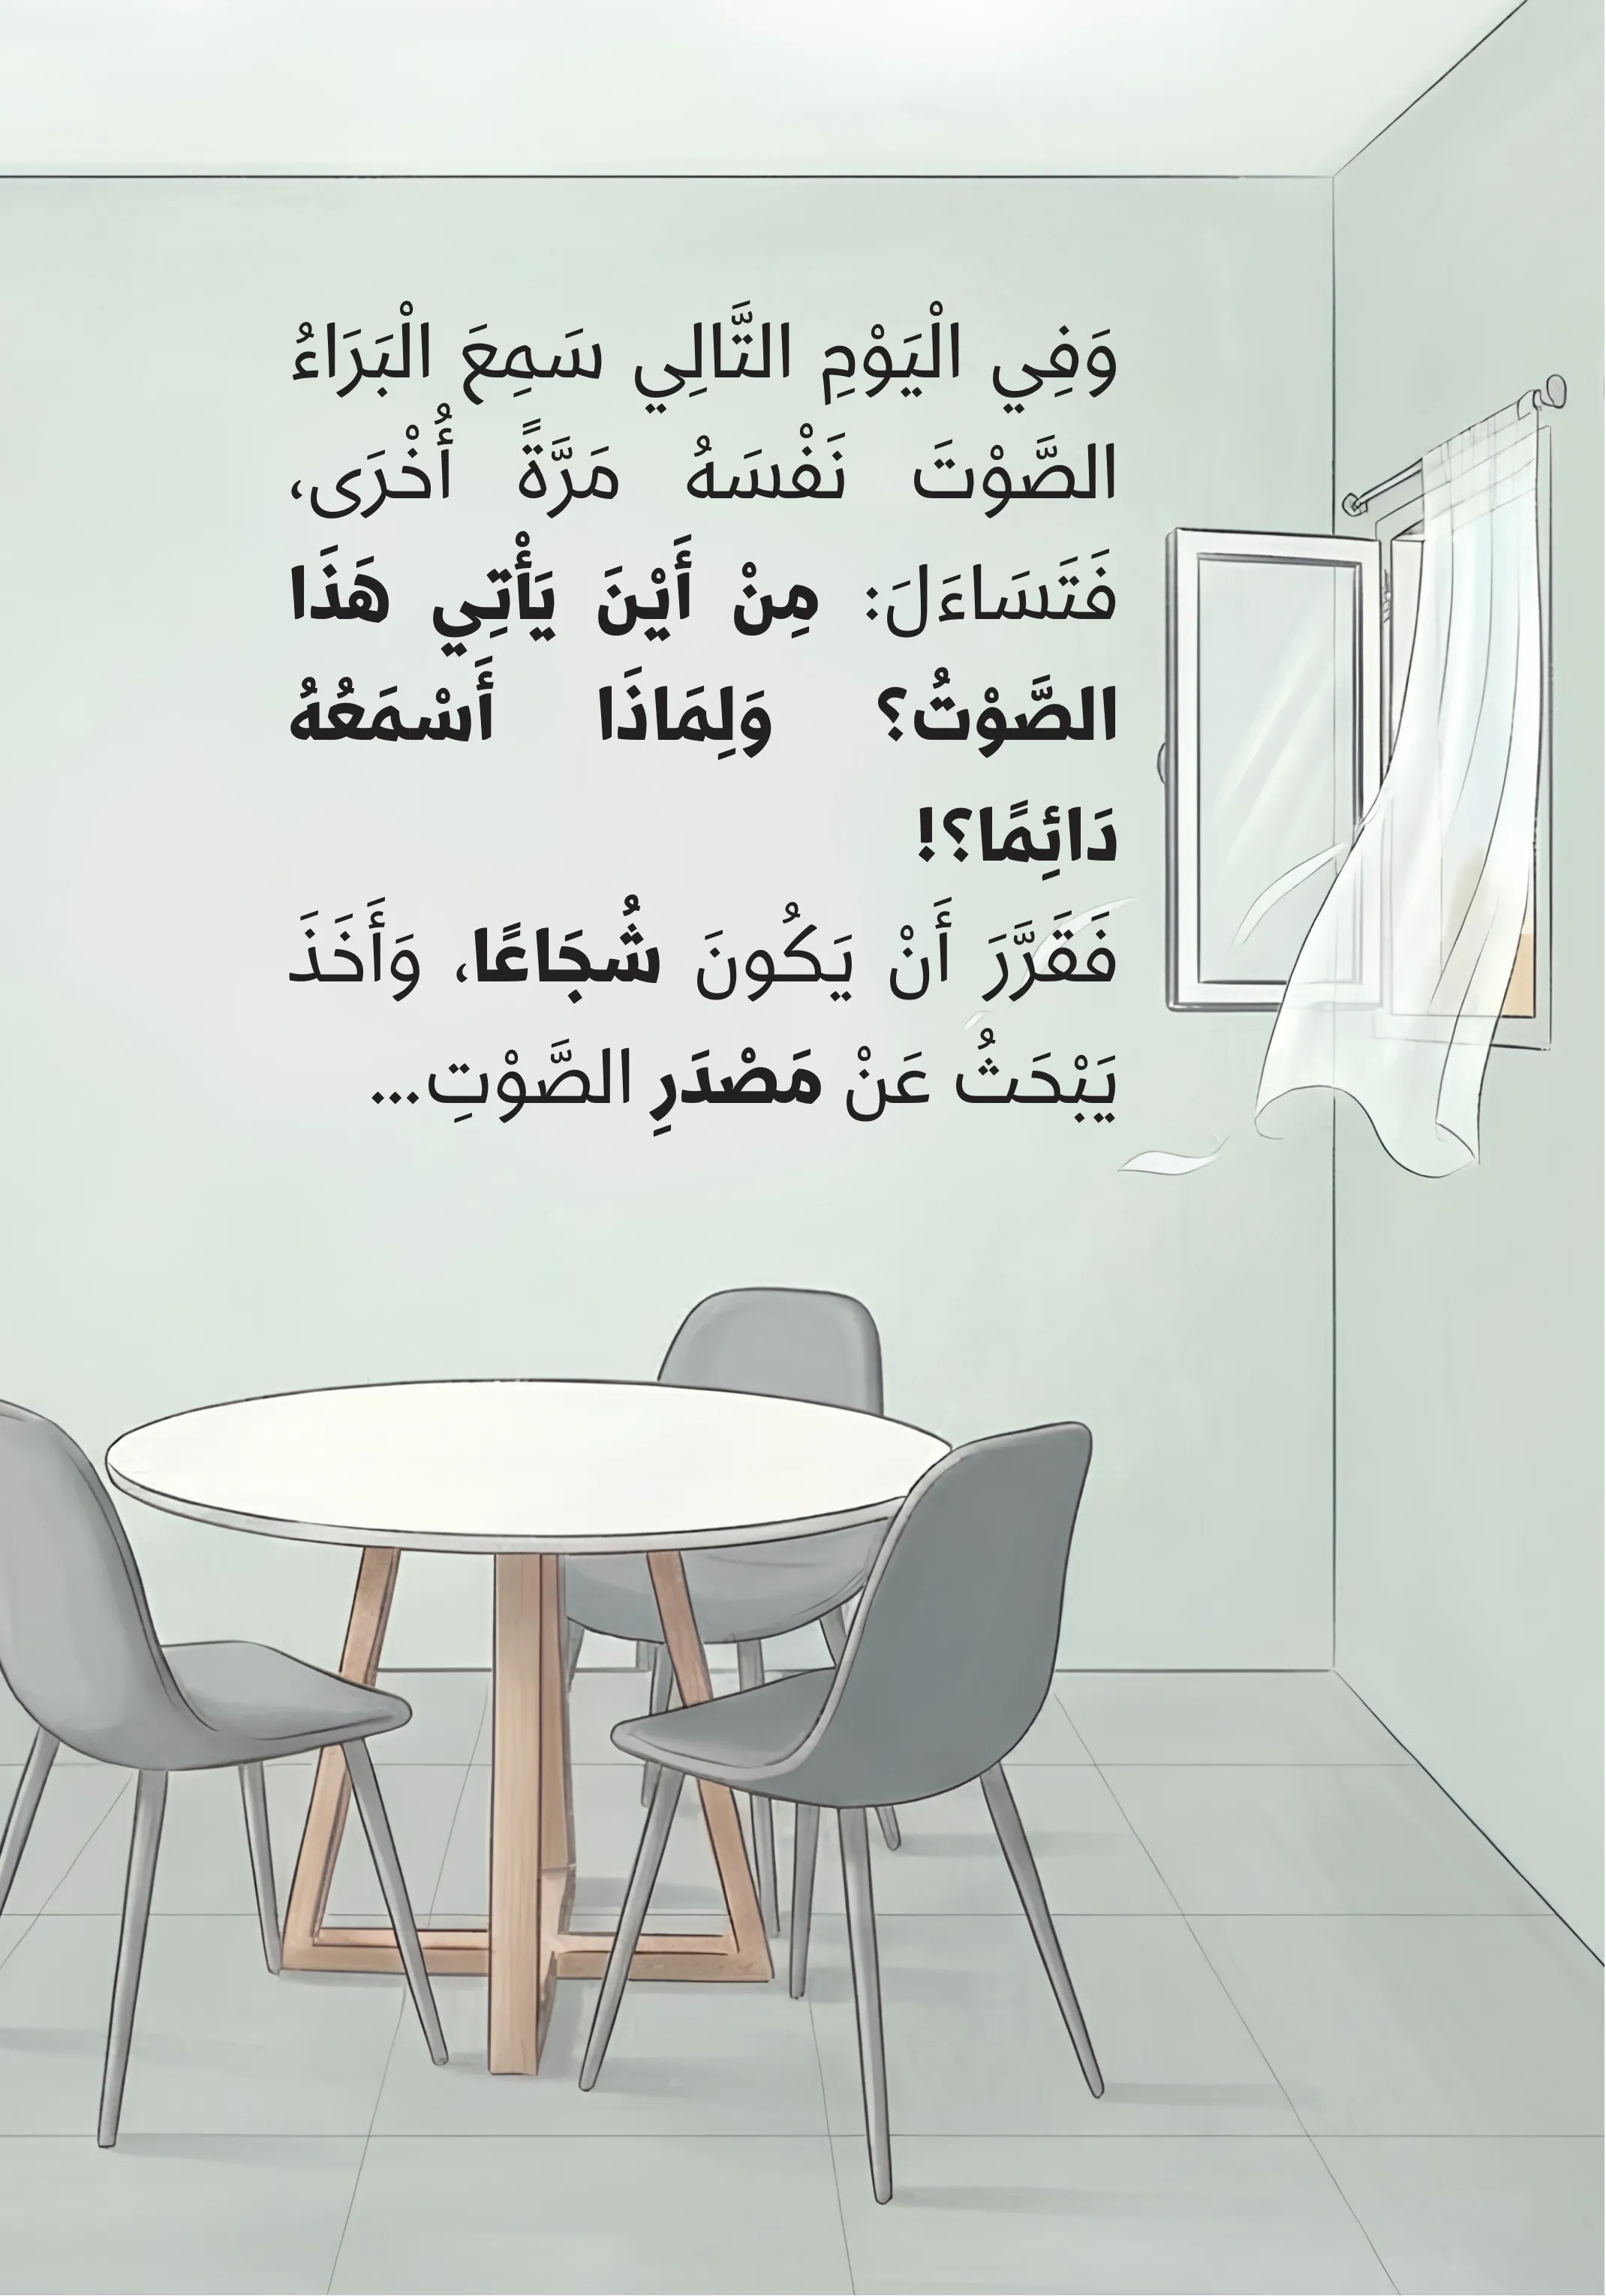 وَفِي الْيَوْمِ التَّالِي سَمِعَ الْبَرَاءُ
الصَّوْتَ نَفْسَهُ مَرَّةً أُخْرَى،
فَتَسَاءَلَ: مِنْ أَيْنَ يَأْتِي هَذَا
الصَّوْتُ؟ وَلِمَاذَا أَسْمَعُهُ
دَائِمًا؟!
فَقَرَّرَ أَنْ يَكُونَ شُجَاعًا، وَأَخَذَ
يَبْحَثُ عَنْ مَصْدَرِ الصَّوْتِ...